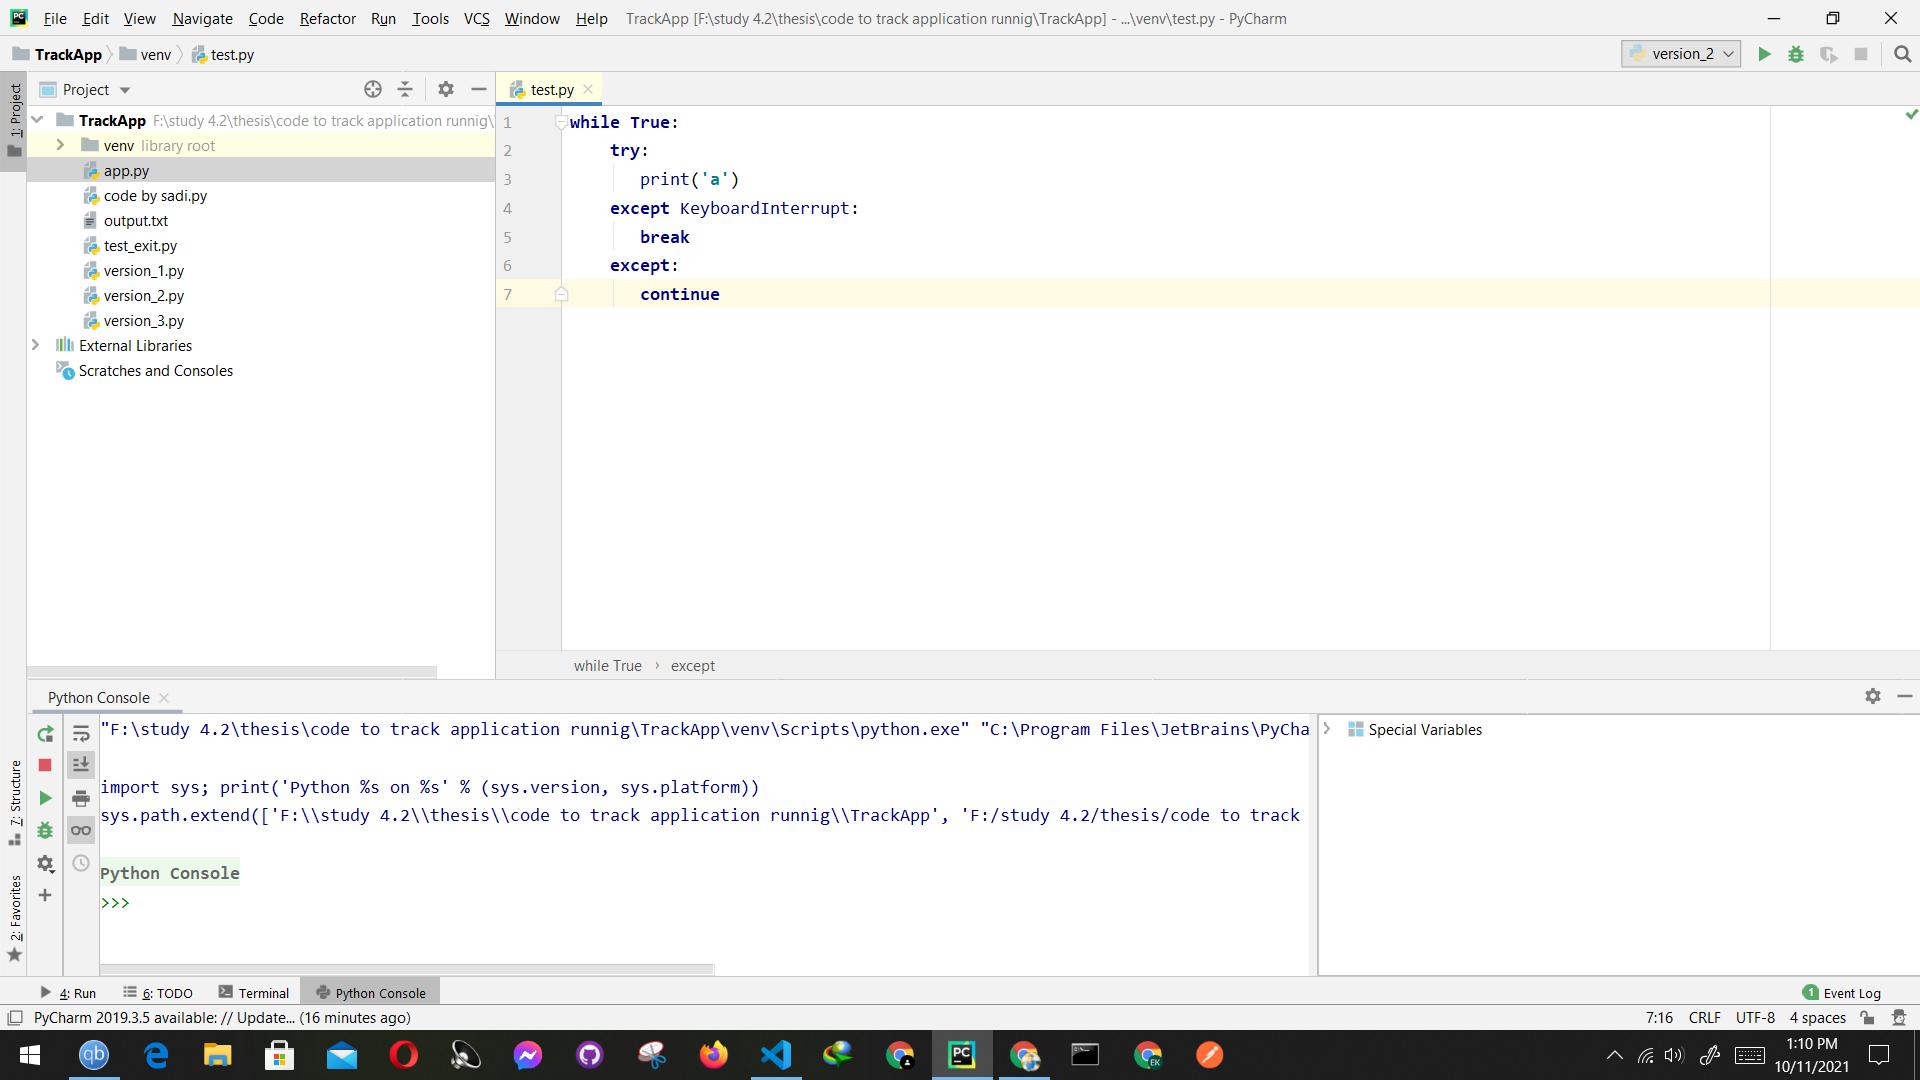 File Edit View Navigate Code Refactor Run Tools VCS Window Help TrackApp [F:\study 4.2\thesis\code to track application runnig\TrackApp] - ...\venv\test.py - PyCharm
TrackApp venv test.py version_2
1: Project
Project
test.py
TrackApp F:\study 4.2\thesis\code to track application runnig\
venv library root
app.py
code by sadi.py
output.txt
test_exit.py
version_1.py
version_2.py
version_3.py
External Libraries
Scratches and Consoles
1 while True:
2 try:
3 print('a')
4 except KeyboardInterrupt:
5 break
6 except:
7 continue
while True › except
Python Console
"F:\study 4.2\thesis\code to track application runnig\TrackApp\venv\Scripts\python.exe" "C:\Program Files\JetBrains\PyCha
import sys; print('Python %s on %s' % (sys.version, sys.platform))
sys.path.extend(['F:\\study 4.2\\thesis\\code to track application runnig\\TrackApp', 'F:/study 4.2/thesis/code to track
Python Console
>>>
Special Variables
7: Structure
2: Favorites
4: Run 6: TODO Terminal Python Console 1 Event Log
PyCharm 2019.3.5 available: // Update... (16 minutes ago) 7:16 CRLF UTF-8 4 spaces
qb PC EK 1:10 PM
10/11/2021